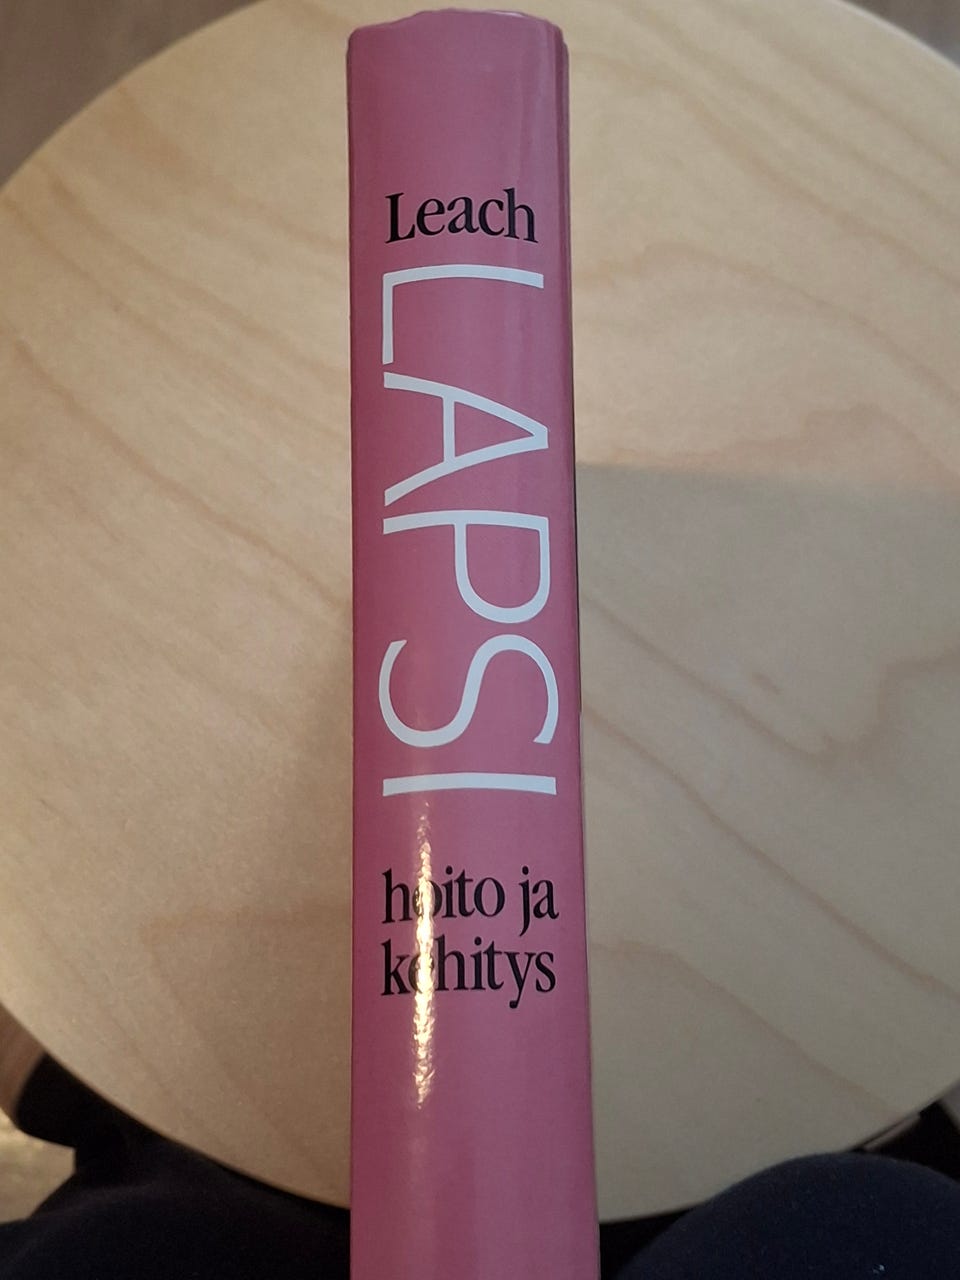 Leach
LAPSI
hoito ja
kehitys